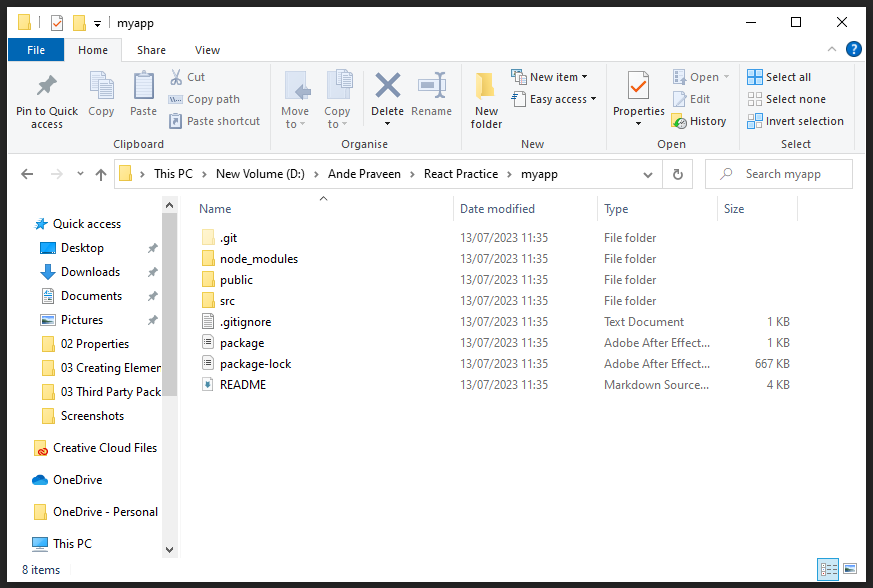 myapp
File Home Share View
Pin to Quick access
Copy
Paste
Cut
Copy path
Paste shortcut
Clipboard
Move to
Copy to
Delete
Rename
Organise
New folder
New item
Easy access
New
Properties
Open
Edit
History
Open
Select all
Select none
Invert selection
Select
This PC > New Volume (D:) > Ande Praveen > React Practice > myapp
Search myapp
Quick access
Desktop
Downloads
Documents
Pictures
02 Properties
03 Creating Elemen
03 Third Party Pack
Screenshots
Creative Cloud Files
OneDrive
OneDrive - Personal
This PC
Name Date modified Type Size
.git 13/07/2023 11:35 File folder
node_modules 13/07/2023 11:35 File folder
public 13/07/2023 11:35 File folder
src 13/07/2023 11:35 File folder
.gitignore 13/07/2023 11:35 Text Document 1 KB
package 13/07/2023 11:35 Adobe After Effect... 1 KB
package-lock 13/07/2023 11:35 Adobe After Effect... 667 KB
README 13/07/2023 11:35 Markdown Source... 4 KB
8 items